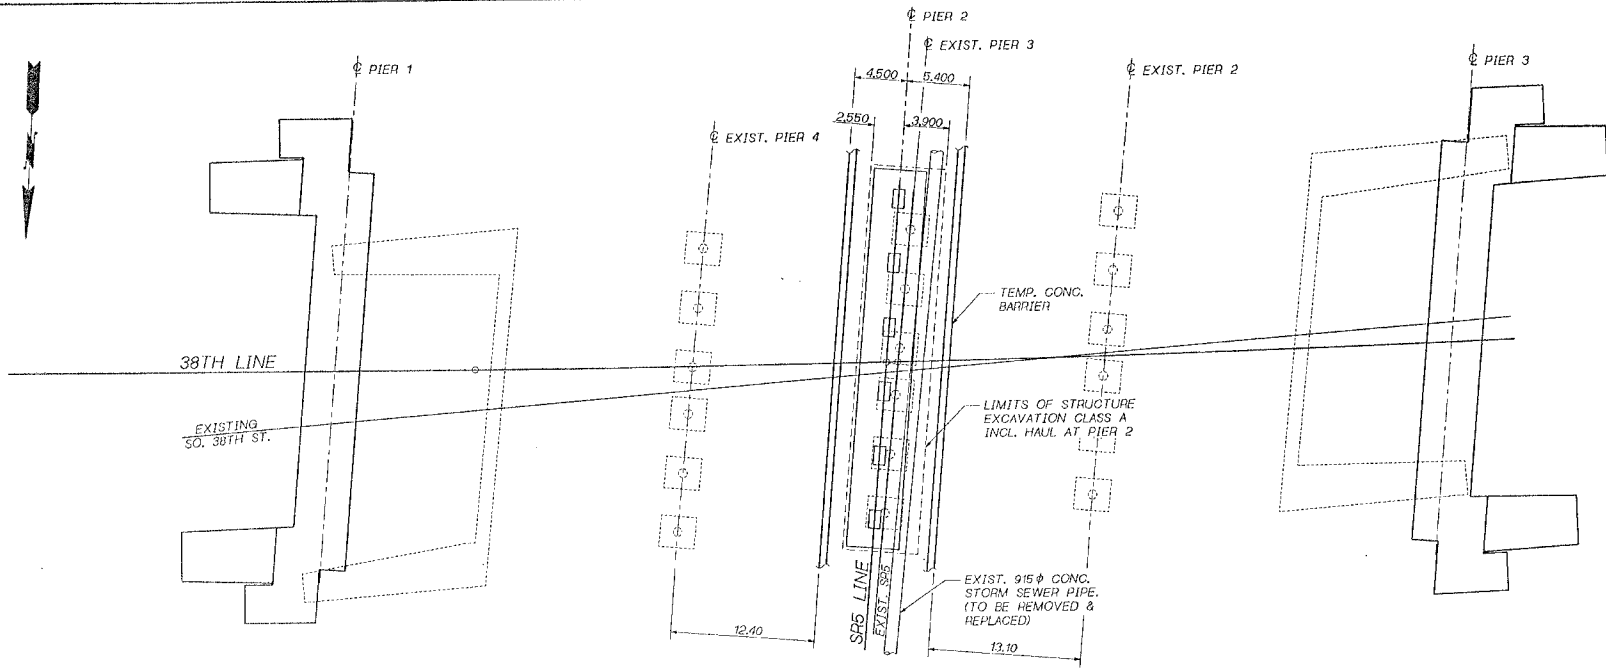 ℄ PIER 2
℄ EXIST. PIER 3
℄ PIER 1
℄ EXIST. PIER 2
℄ PIER 3
4.500
5.400
2.550
3.900
℄ EXIST. PIER 4
N
TEMP. CONC.
BARRIER
38TH LINE
EXISTING
SO. 38TH ST.
LIMITS OF STRUCTURE
EXCAVATION CLASS A
INCL. HAUL AT PIER 2
SR5 LINE
EXIST. SR5
EXIST. 915 ϕ CONC.
STORM SEWER PIPE.
(TO BE REMOVED &
REPLACED)
12.40
13.10